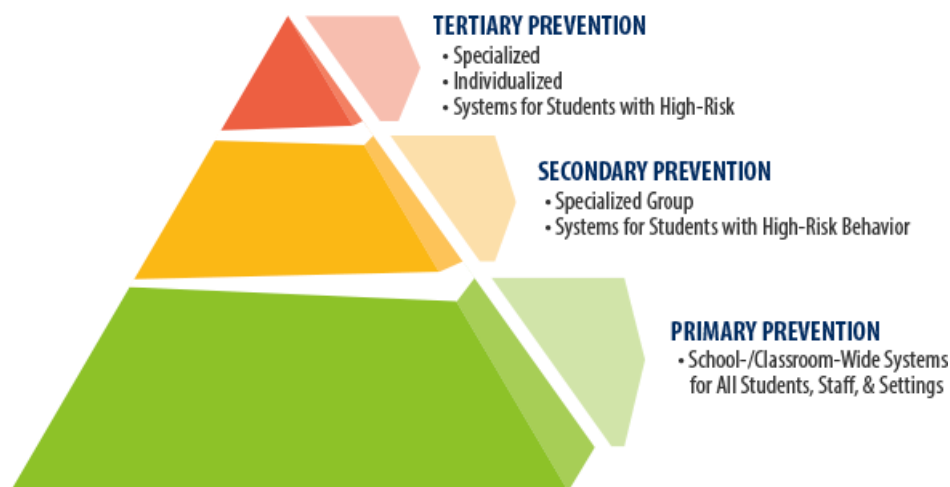 TERTIARY PREVENTION
• Specialized
• Individualized
• Systems for Students with High-Risk
SECONDARY PREVENTION
• Specialized Group
• Systems for Students with High-Risk Behavior
PRIMARY PREVENTION
• School-/Classroom-Wide Systems
for All Students, Staff, & Settings